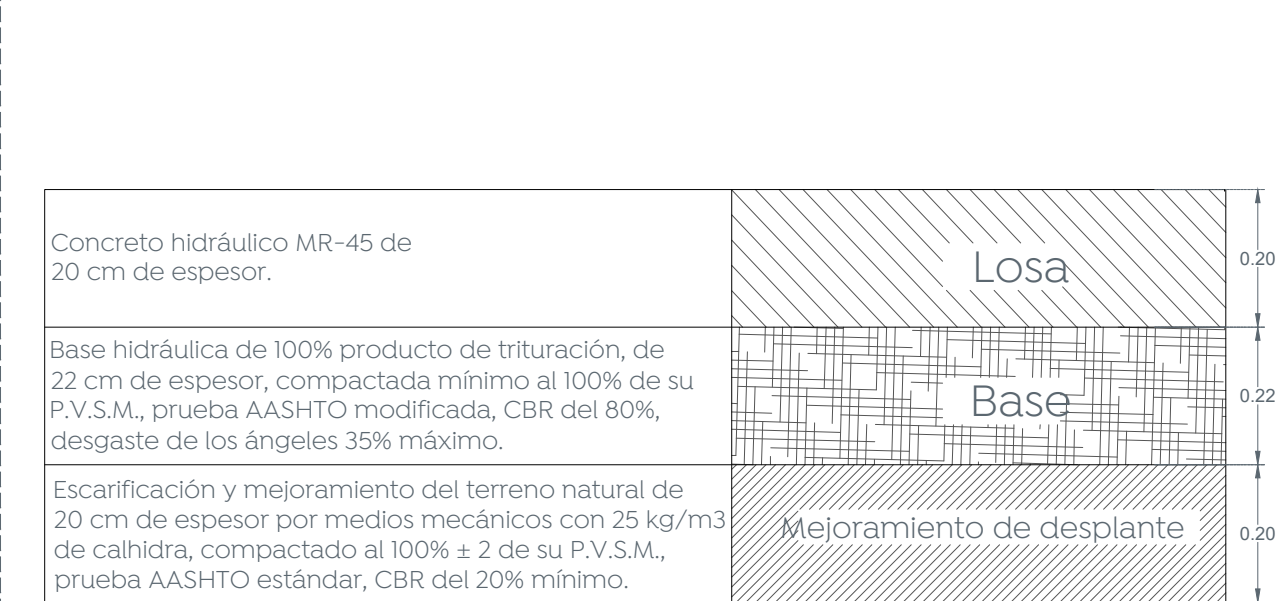 Concreto hidráulico MR-45 de
20 cm de espesor.
Losa
0.20
Base hidráulica de 100% producto de trituración, de
22 cm de espesor, compactada mínimo al 100% de su
P.V.S.M., prueba AASHTO modificada, CBR del 80%,
desgaste de los ángeles 35% máximo.
Base
0.22
Escarificación y mejoramiento del terreno natural de
20 cm de espesor por medios mecánicos con 25 kg/m3
de calhidra, compactado al 100% ± 2 de su P.V.S.M.,
prueba AASHTO estándar, CBR del 20% mínimo.
Mejoramiento de desplante
0.20